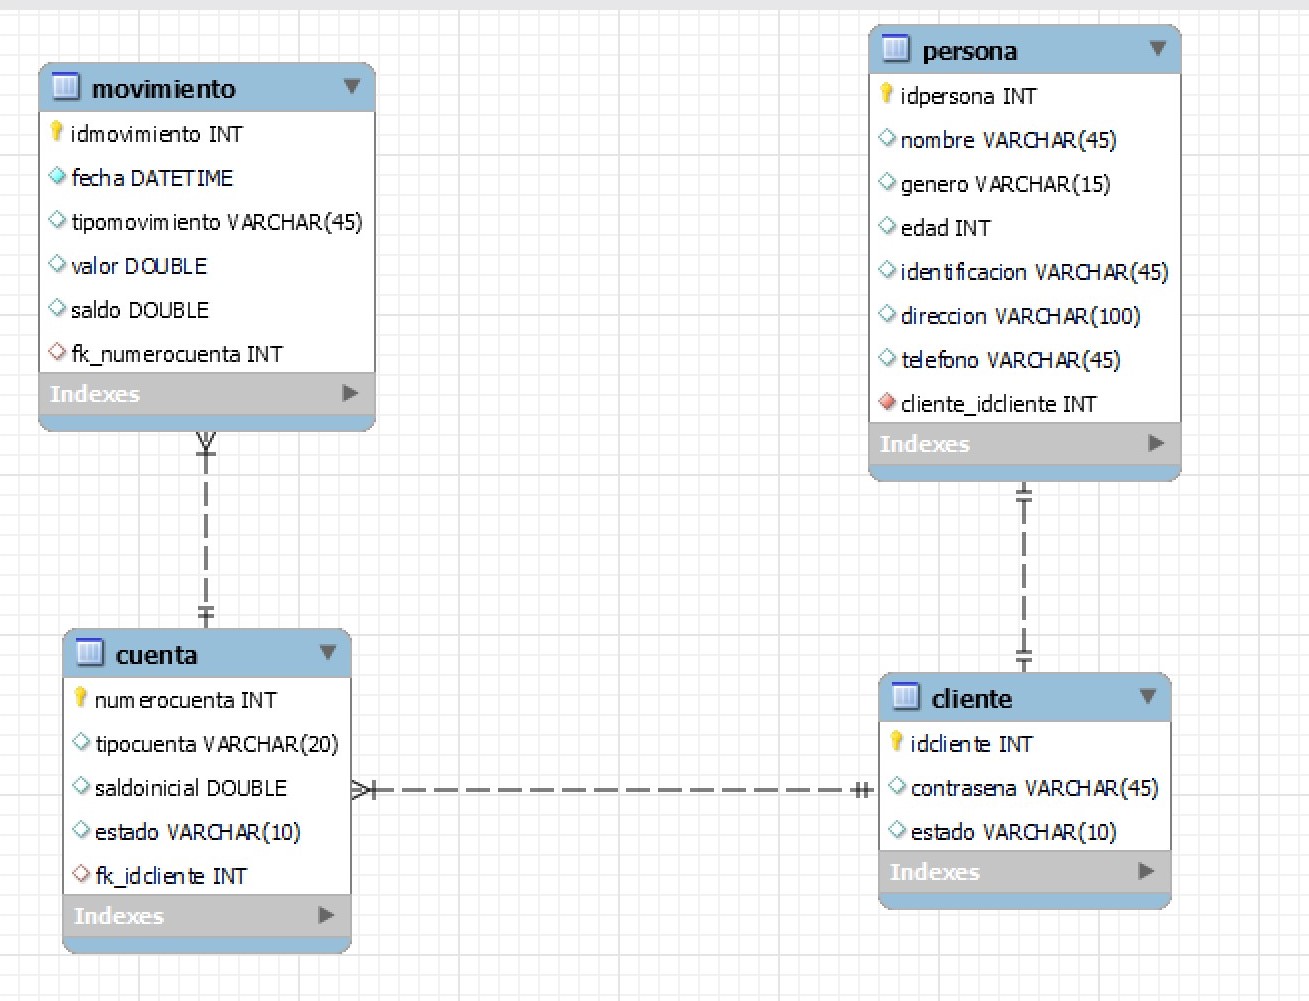 movimiento
idmovimiento INT
fecha DATETIME
tipomovimiento VARCHAR(45)
valor DOUBLE
saldo DOUBLE
fk_numerocuenta INT
Indexes
persona
idpersona INT
nombre VARCHAR(45)
genero VARCHAR(15)
edad INT
identificacion VARCHAR(45)
direccion VARCHAR(100)
telefono VARCHAR(45)
cliente_idcliente INT
Indexes
cuenta
numerocuenta INT
tipocuenta VARCHAR(20)
saldoinicial DOUBLE
estado VARCHAR(10)
fk_idcliente INT
Indexes
cliente
idcliente INT
contrasena VARCHAR(45)
estado VARCHAR(10)
Indexes